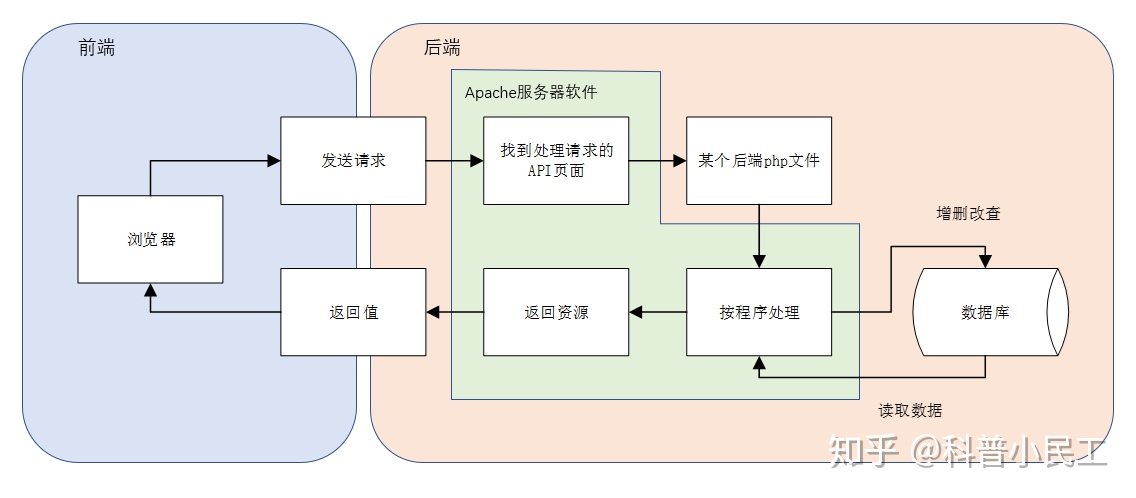 前端
后端
Apache服务器软件
发送请求
找到处理请求的
API页面
某个后端php文件
浏览器
增删改查
返回值
返回资源
按程序处理
数据库
读取数据
知乎 @科普小民工